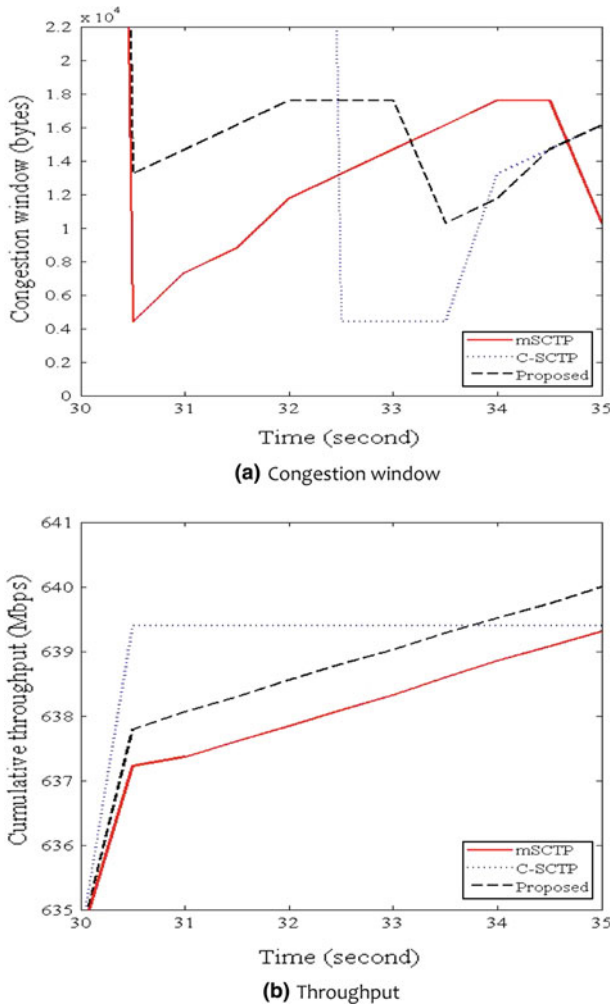 x 10⁴
2.2
2
1.8
1.6
1.4
1.2
1
0.8
0.6
0.4
0.2
0
Congestion window (bytes)
mSCTP
C-SCTP
Proposed
30 31 32 33 34 35
Time (second)
(a) Congestion window
641
640
639
638
637
636
635
Cumulative throughput (Mbps)
mSCTP
C-SCTP
Proposed
30 31 32 33 34 35
Time (second)
(b) Throughput